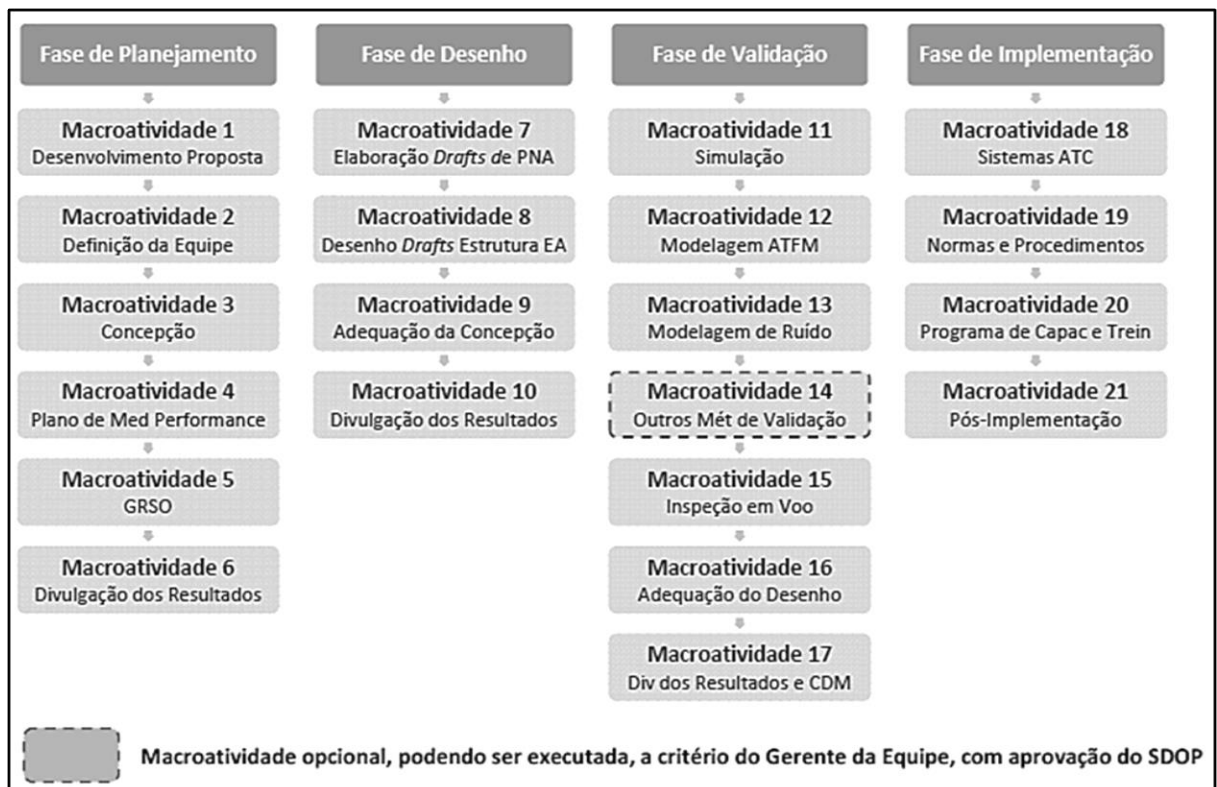 Fase de Planejamento
Macroatividade 1
Desenvolvimento Proposta
Macroatividade 2
Definição da Equipe
Macroatividade 3
Concepção
Macroatividade 4
Plano de Med Performance
Macroatividade 5
GRSO
Macroatividade 6
Divulgação dos Resultados
Fase de Desenho
Macroatividade 7
Elaboração Drafts de PNA
Macroatividade 8
Desenho Drafts Estrutura EA
Macroatividade 9
Adequação da Concepção
Macroatividade 10
Divulgação dos Resultados
Fase de Validação
Macroatividade 11
Simulação
Macroatividade 12
Modelagem ATFM
Macroatividade 13
Modelagem de Ruído
Macroatividade 14
Outros Mét de Validação
Macroatividade 15
Inspeção em Voo
Macroatividade 16
Adequação do Desenho
Macroatividade 17
Div dos Resultados e CDM
Fase de Implementação
Macroatividade 18
Sistemas ATC
Macroatividade 19
Normas e Procedimentos
Macroatividade 20
Programa de Capac e Trein
Macroatividade 21
Pós-Implementação
Macroatividade opcional, podendo ser executada, a critério do Gerente da Equipe, com aprovação do SDOP